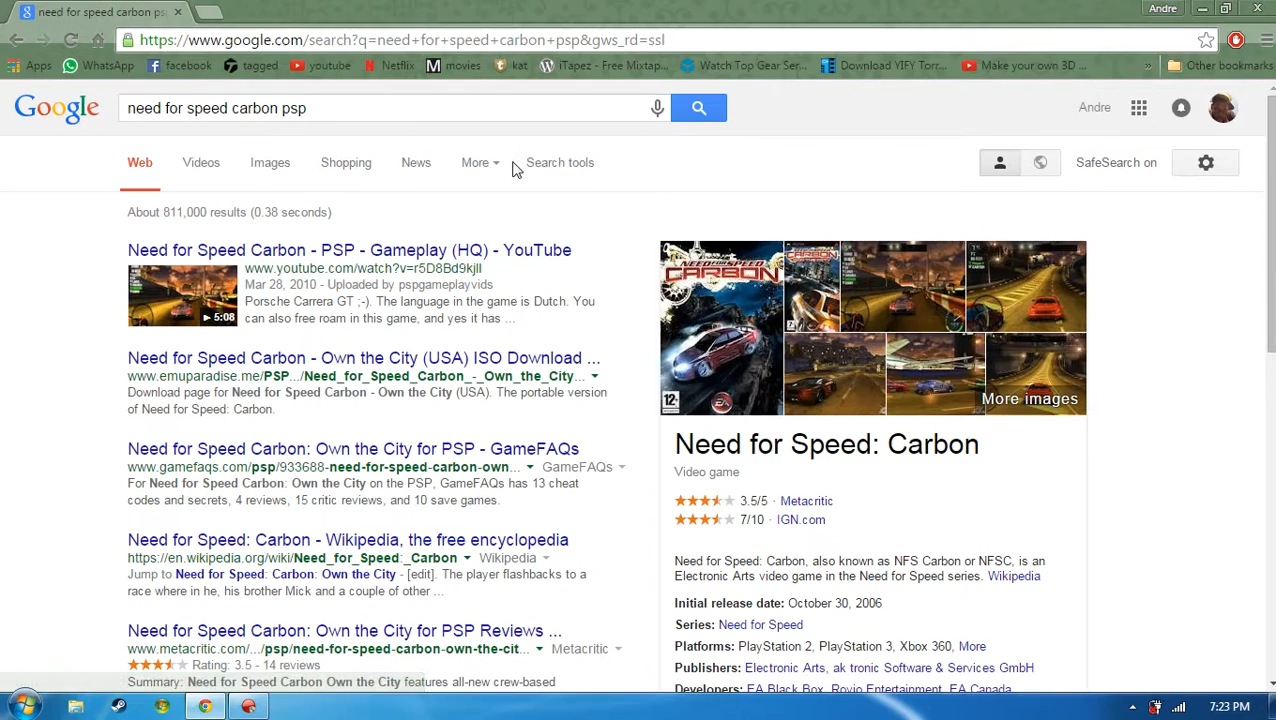 need for speed carbon ps
Andre
https://www.google.com/search?q=need+for+speed+carbon+psp&gws_rd=ssl
Apps
WhatsApp
facebook
tagged
youtube
Netflix
movies
kat
iTapez - Free Mixtap...
Watch Top Gear Ser...
Download YIFY Torr...
Make your own 3D ...
»
Other bookmarks
Google
need for speed carbon psp
Andre
Web
Videos
Images
Shopping
News
More
Search tools
SafeSearch on
About 811,000 results (0.38 seconds)
Need for Speed Carbon - PSP - Gameplay (HQ) - YouTube
www.youtube.com/watch?v=r5D8Bd9kjII
Mar 28, 2010 - Uploaded by pspgameplayvids
Porsche Carrera GT ;-). The language in the game is Dutch. You
can also free roam in this game, and yes it has ...
5:08
Need for Speed Carbon - Own the City (USA) ISO Download ...
www.emuparadise.me/PSP.../Need_for_Speed_Carbon_-_Own_the_City...
Download page for Need for Speed Carbon - Own the City (USA). The portable version
of Need for Speed: Carbon.
Need for Speed Carbon: Own the City for PSP - GameFAQs
www.gamefaqs.com/psp/933688-need-for-speed-carbon-own... GameFAQs
For Need for Speed Carbon: Own the City on the PSP, GameFAQs has 13 cheat
codes and secrets, 4 reviews, 15 critic reviews, and 10 save games.
Need for Speed: Carbon - Wikipedia, the free encyclopedia
https://en.wikipedia.org/wiki/Need_for_Speed:_Carbon Wikipedia
Jump to Need for Speed: Carbon: Own the City - [edit]. The player flashbacks to a
race where in he, his brother Mick and a couple of other ...
Need for Speed Carbon: Own the City for PSP Reviews ...
www.metacritic.com/.../psp/need-for-speed-carbon-own-the-cit... Metacritic
Rating: 3.5 - 14 reviews
Summary: Need for Speed Carbon Own the City features all-new crew-based
NEED FOR SPEED
CARBON
12+
EA
CARBON
More images
Need for Speed: Carbon
Video game
3.5/5 · Metacritic
7/10 · IGN.com
Need for Speed: Carbon, also known as NFS Carbon or NFSC, is an
Electronic Arts video game in the Need for Speed series. Wikipedia
Initial release date: October 30, 2006
Series: Need for Speed
Platforms: PlayStation 2, PlayStation 3, Xbox 360, More
Publishers: Electronic Arts, ak tronic Software & Services GmbH
Developers: EA Black Box, Rovio Entertainment, EA Canada
7:23 PM